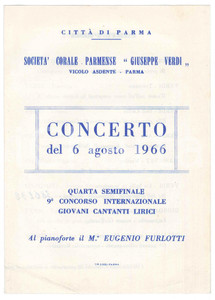 CITTÀ DI PARMA
SOCIETA' CORALE PARMENSE "GIUSEPPE VERDI"
VICOLO ASDENTE - PARMA
CONCERTO
del 6 agosto 1966
QUARTA SEMIFINALE
9° CONCORSO INTERNAZIONALE
GIOVANI CANTANTI LIRICI
Al pianoforte il M.° EUGENIO FURLOTTI